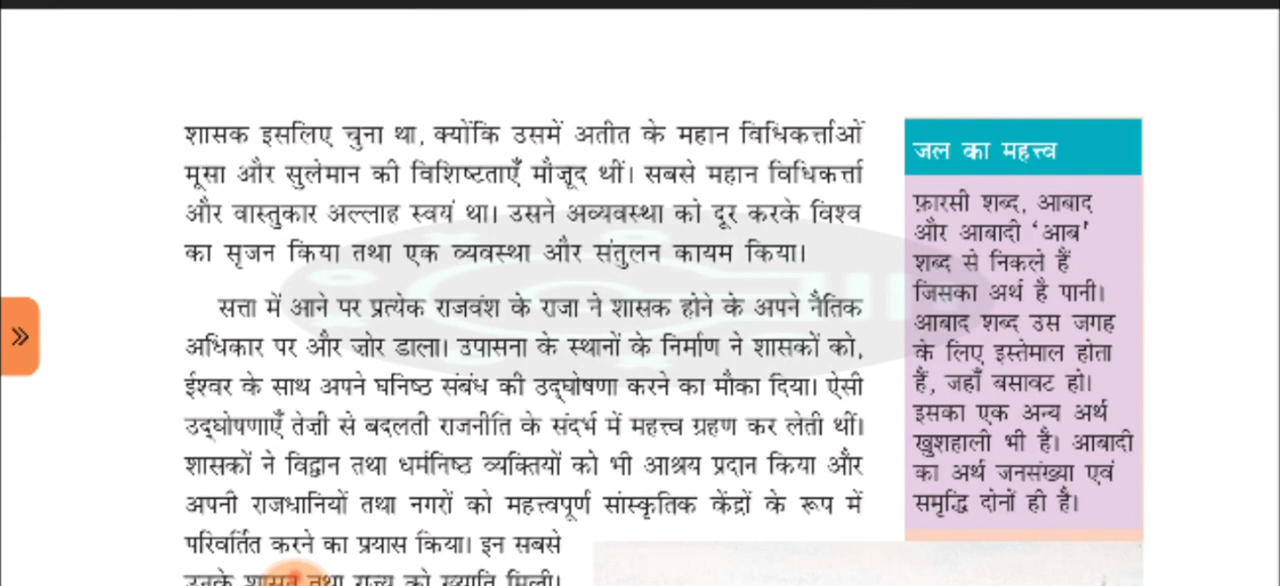 शासक इसलिए चुना था, क्योंकि उसमें अतीत के महान विधिकर्त्ताओं
मूसा और सुलेमान की विशिष्टताएँ मौजूद थीं। सबसे महान विधिकर्त्ता
और वास्तुकार अल्लाह स्वयं था। उसने अव्यवस्था को दूर करके विश्व
का सृजन किया तथा एक व्यवस्था और संतुलन कायम किया।
सत्ता में आने पर प्रत्येक राजवंश के राजा ने शासक होने के अपने नैतिक
अधिकार पर और जोर डाला। उपासना के स्थानों के निर्माण ने शासकों को,
ईश्वर के साथ अपने घनिष्ठ संबंध की उद्घोषणा करने का मौका दिया। ऐसी
उद्घोषणाएँ तेजी से बदलती राजनीति के संदर्भ में महत्त्व ग्रहण कर लेती थीं।
शासकों ने विद्वान तथा धर्मनिष्ठ व्यक्तियों को भी आश्रय प्रदान किया और
अपनी राजधानियों तथा नगरों को महत्त्वपूर्ण सांस्कृतिक केंद्रों के रूप में
परिवर्तित करने का प्रयास किया। इन सबसे
उनके शासन तथा राज्य को ख्याति मिली।
जल का महत्त्व
फ़ारसी शब्द, आबाद
और आबादी ‘आब’
शब्द से निकले हैं
जिसका अर्थ है पानी।
आबाद शब्द उस जगह
के लिए इस्तेमाल होता
है, जहाँ बसावट हो।
इसका एक अन्य अर्थ
खुशहाली भी है। आबादी
का अर्थ जनसंख्या एवं
समृद्धि दोनों ही है।